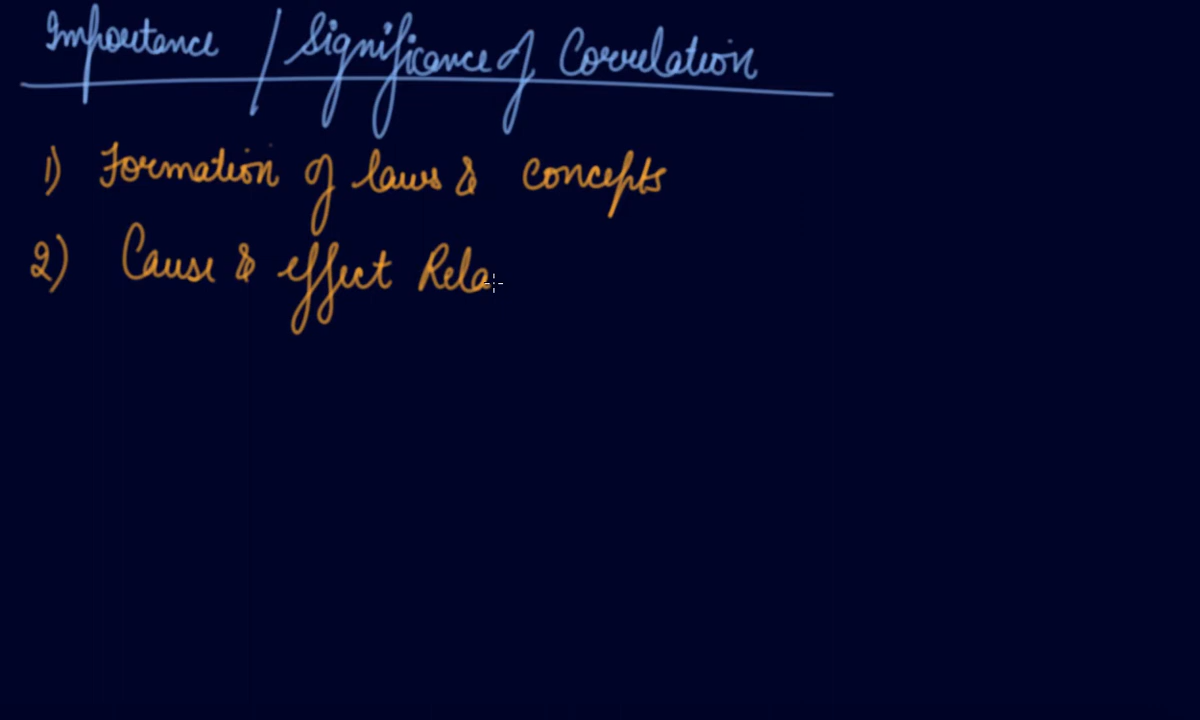 Importance / Significance of Correlation
1) Formation of laws & concepts
2) Cause & effect Rela